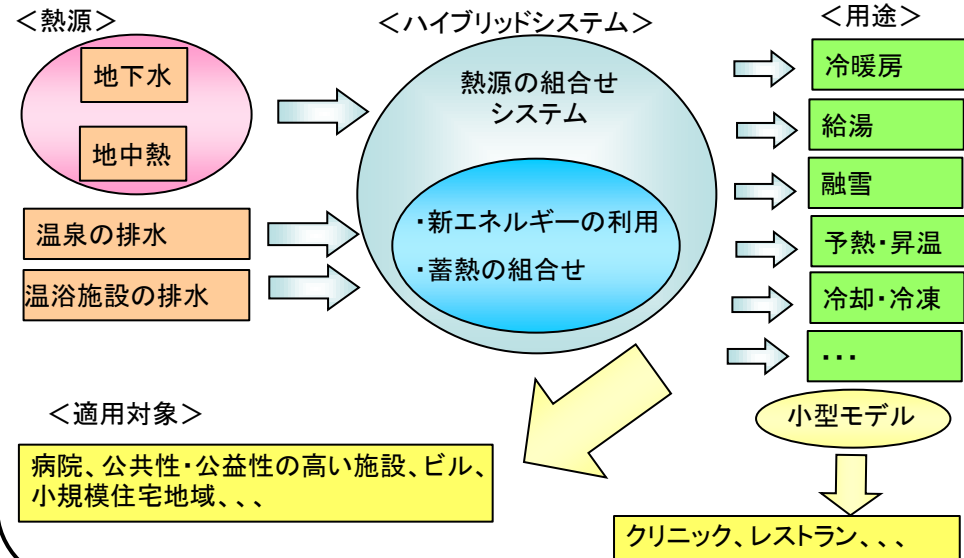 ＜熱源＞
地下水
地中熱
温泉の排水
温浴施設の排水
＜ハイブリッドシステム＞
熱源の組合せ
システム
・新エネルギーの利用
・蓄熱の組合せ
＜用途＞
冷暖房
給湯
融雪
予熱・昇温
冷却・冷凍
・・・
＜適用対象＞
病院、公共性・公益性の高い施設、ビル、
小規模住宅地域、、、
小型モデル
クリニック、レストラン、、、